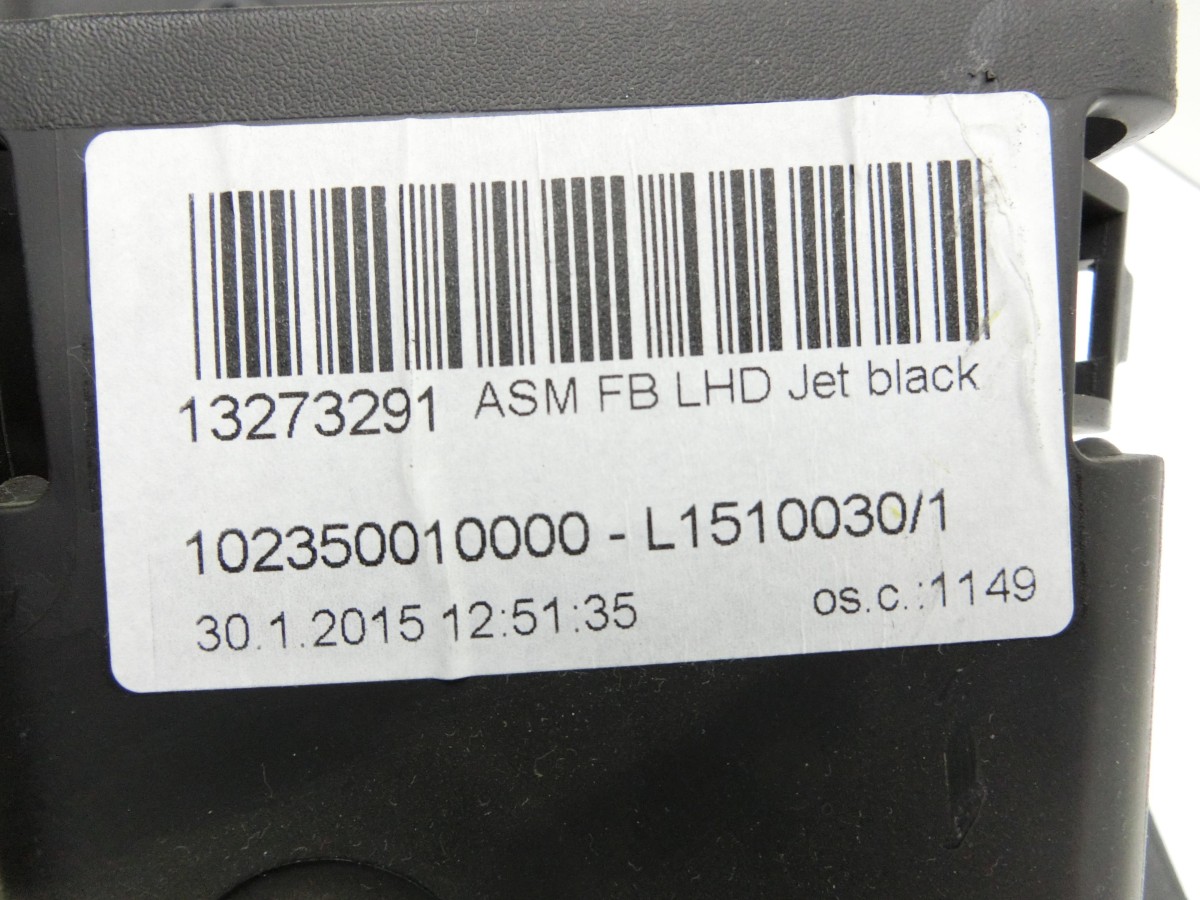 13273291 ASM FB LHD Jet black
102350010000 - L1510030/1
30.1.2015 12:51:35 os.c.:1149